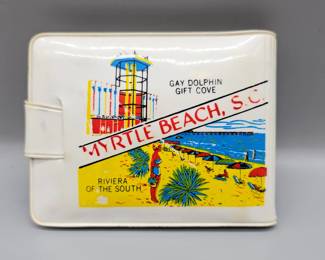 GAY DOLPHIN
GIFT COVE
MYRTLE BEACH, S.C.
RIVIERA
OF THE SOUTH